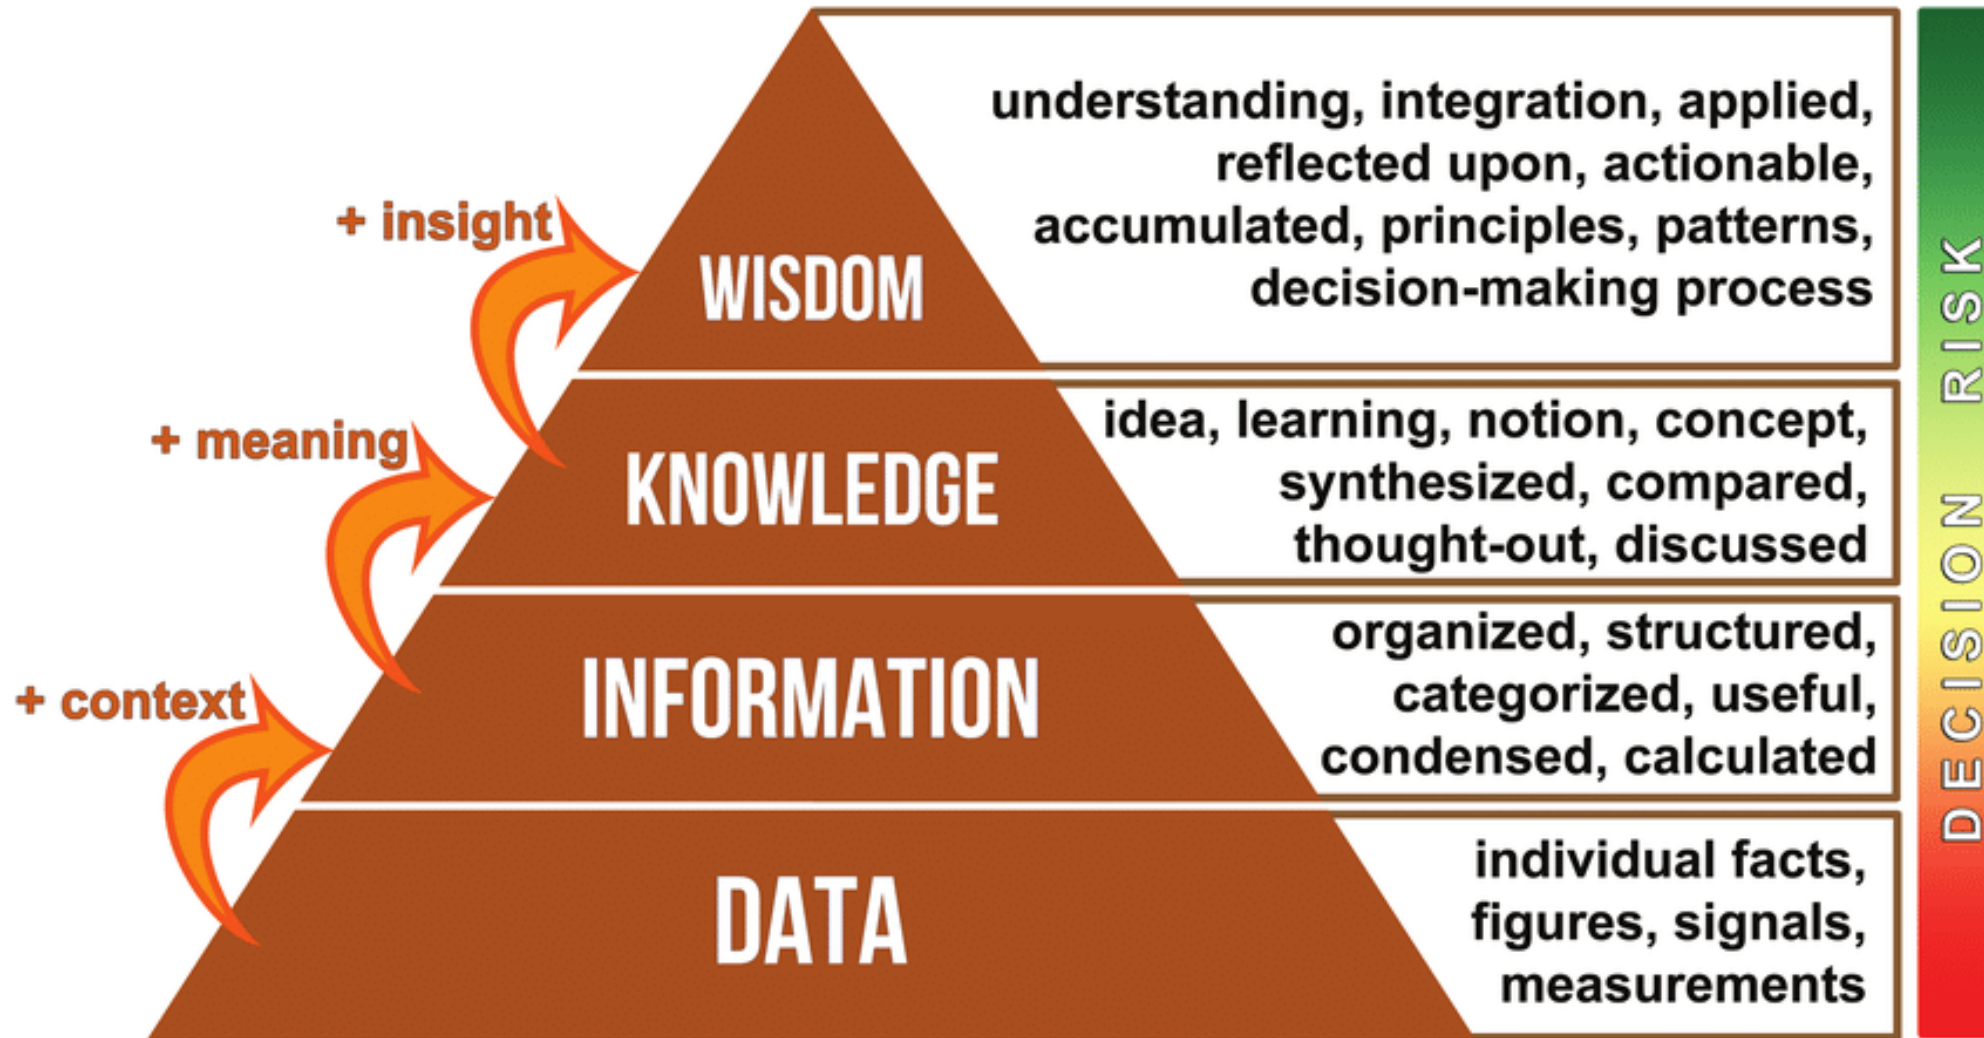 understanding, integration, applied,
reflected upon, actionable,
accumulated, principles, patterns,
decision-making process
+ insight
WISDOM
idea, learning, notion, concept,
synthesized, compared,
thought-out, discussed
+ meaning
KNOWLEDGE
organized, structured,
categorized, useful,
condensed, calculated
+ context
INFORMATION
individual facts,
figures, signals,
measurements
DATA
DECISION RISK